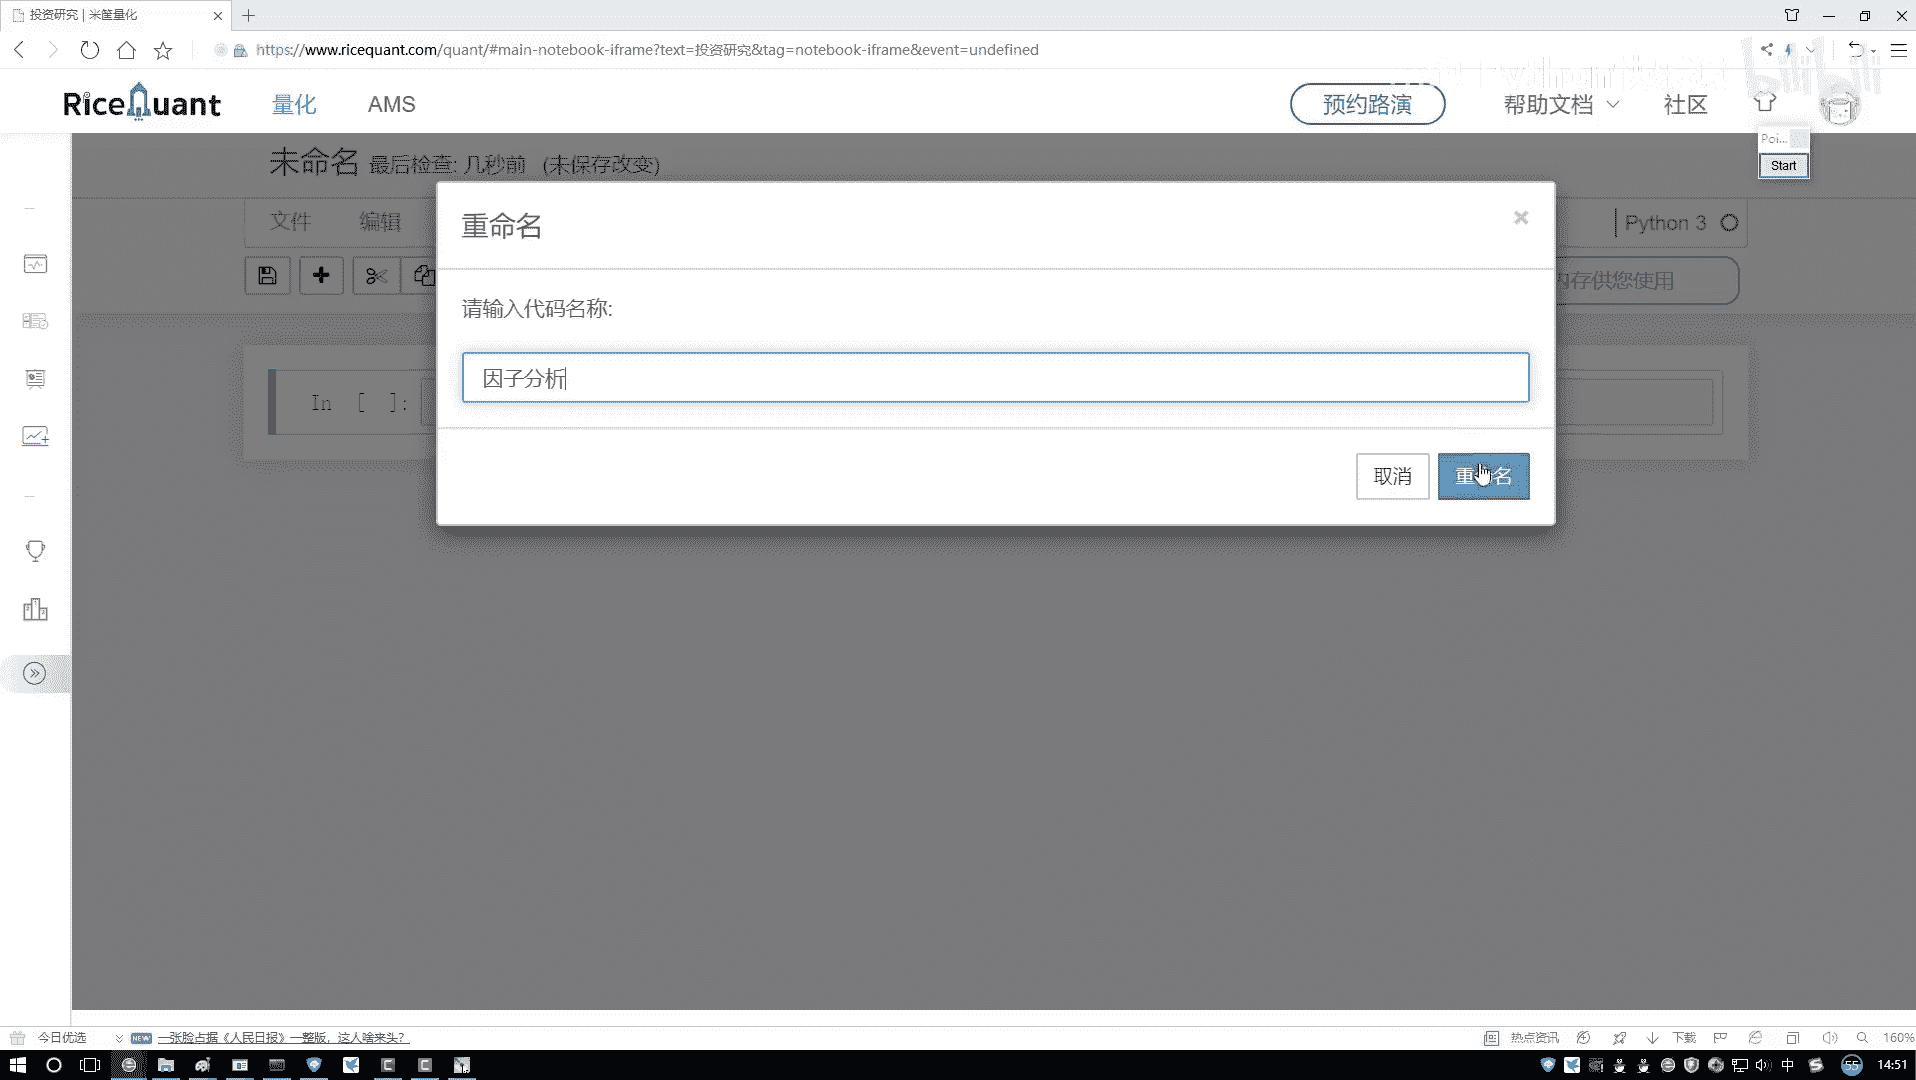 投资研究 | 米筐量化
https://www.ricequant.com/quant/#main-notebook-iframe?text=投资研究&tag=notebook-iframe&event=undefined
RiceQuant 量化 AMS 预约路演 帮助文档 社区
Poi...
Start
未命名 最后检查: 几秒前 (未保存改变)
重命名
文件 编辑
Python 3
内存供您使用
请输入代码名称:
因子分析
In [ ]:
取消 重命名
今日优选 NEW 一张脸占据《人民日报》一整版，这人啥来头?
热点资讯 下载 160%
中 55 14:51